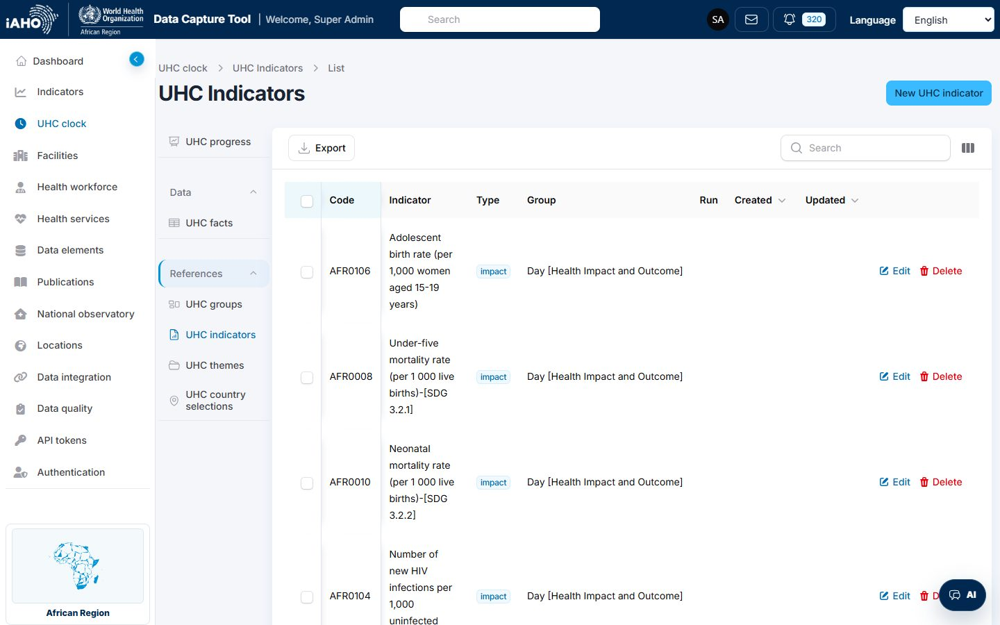 iAHO
World Health
Organization
African Region
Data Capture Tool
Welcome, Super Admin
Search
SA
320
Language
English
Dashboard
Indicators
UHC clock
Facilities
Health workforce
Health services
Data elements
Publications
National observatory
Locations
Data integration
Data quality
API tokens
Authentication
African Region
UHC clock
UHC Indicators
List
UHC Indicators
New UHC indicator
UHC progress
Data
UHC facts
References
UHC groups
UHC indicators
UHC themes
UHC country
selections
Export
Search
Code
Indicator
Type
Group
Run
Created
Updated
AFR0106
Adolescent
birth rate (per
1,000 women
aged 15-19
years)
impact
Day [Health Impact and Outcome]
Edit
Delete
AFR0008
Under-five
mortality rate
(per 1 000 live
births)-[SDG
3.2.1]
impact
Day [Health Impact and Outcome]
Edit
Delete
AFR0010
Neonatal
mortality rate
(per 1 000 live
births)-[SDG
3.2.2]
impact
Day [Health Impact and Outcome]
Edit
Delete
AFR0104
Number of
new HIV
infections per
1,000
uninfected
impact
Day [Health Impact and Outcome]
Edit
AI